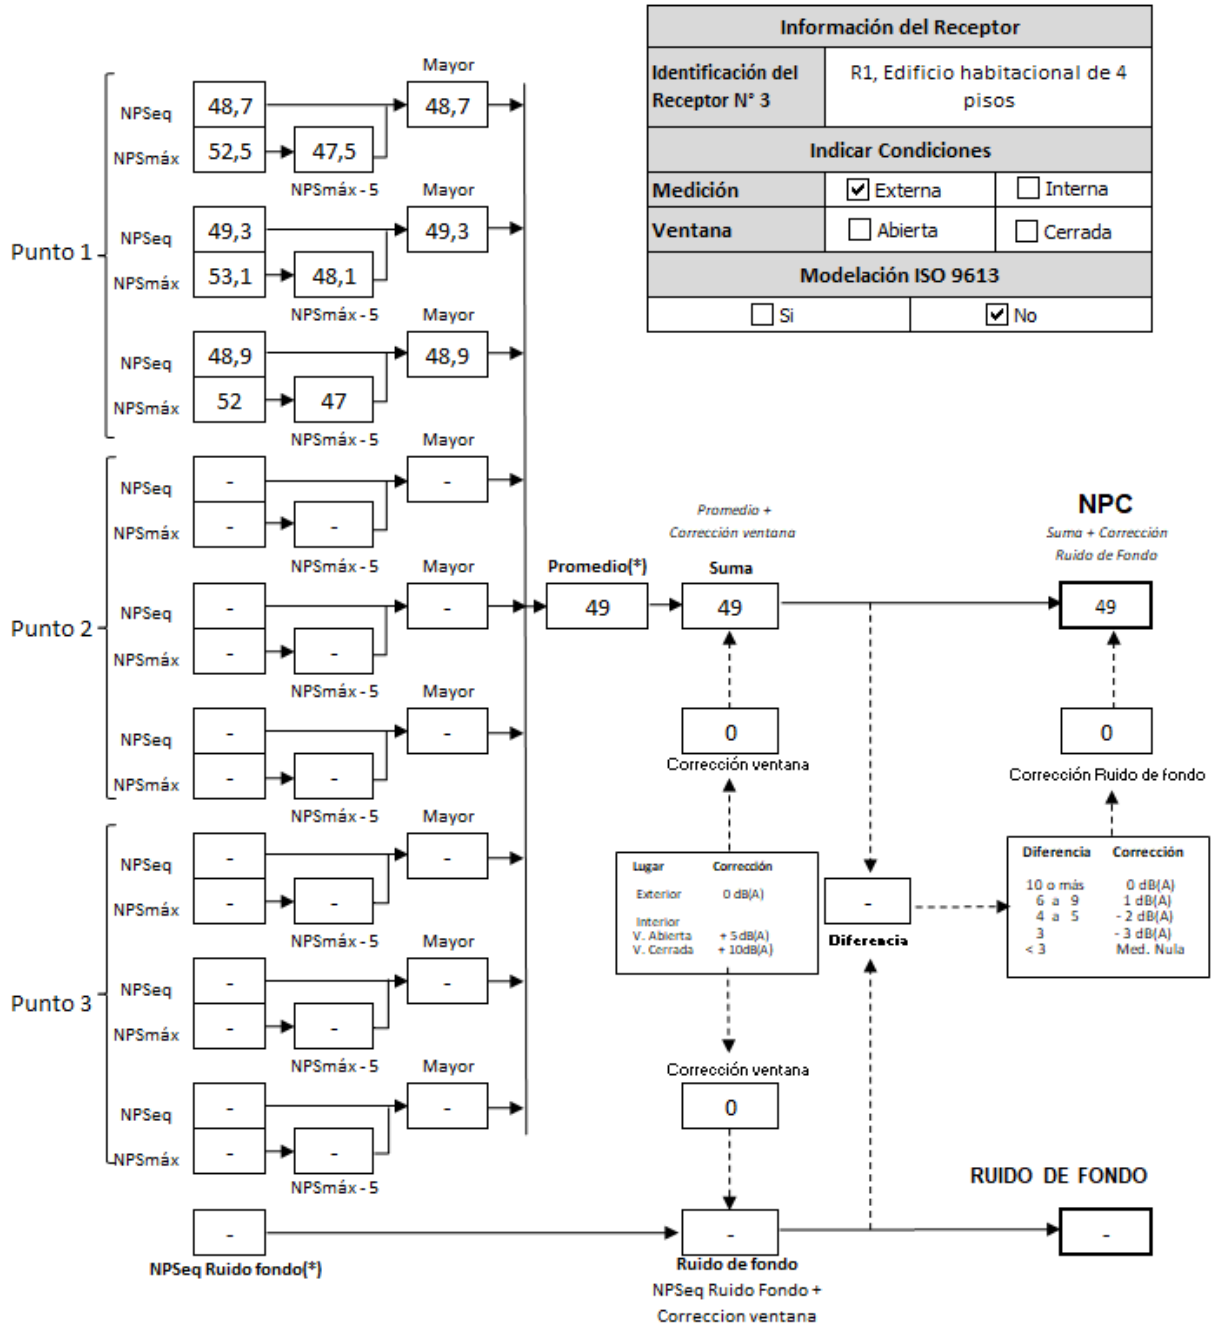 Información del Receptor
Identificación del
Receptor N° 3
R1, Edificio habitacional de 4
pisos
Indicar Condiciones
Medición
Externa
Interna
Ventana
Abierta
Cerrada
Modelación ISO 9613
Si
No
Punto 1
Mayor
NPSeq
48,7
48,7
NPSmáx
52,5
47,5
NPSmáx - 5
Mayor
NPSeq
49,3
49,3
NPSmáx
53,1
48,1
NPSmáx - 5
Mayor
NPSeq
48,9
48,9
NPSmáx
52
47
NPSmáx - 5
Punto 2
Mayor
NPSeq
-
-
NPSmáx
-
-
NPSmáx - 5
Mayor
NPSeq
-
-
NPSmáx
-
-
NPSmáx - 5
Mayor
NPSeq
-
-
NPSmáx
-
-
NPSmáx - 5
Punto 3
Mayor
NPSeq
-
-
NPSmáx
-
-
NPSmáx - 5
Mayor
NPSeq
-
-
NPSmáx
-
-
NPSmáx - 5
Mayor
NPSeq
-
-
NPSmáx
-
-
NPSmáx - 5
Promedio(*)
49
Promedio +
Corrección ventana
Suma
49
NPC
Suma + Corrección
Ruido de Fondo
49
0
Corrección ventana
0
Corrección Ruido de fondo
Lugar Corrección
Exterior 0 dB(A)
Interior
V. Abierta + 5 dB(A)
V. Cerrada + 10dB(A)
-
Diferencia
Diferencia Corrección
10 o más 0 dB(A)
6 a 9 1 dB(A)
4 a 5 - 2 dB(A)
3 - 3 dB(A)
< 3 Med. Nula
Corrección ventana
0
RUIDO DE FONDO
-
-
-
NPSeq Ruido fondo(*)
Ruido de fondo
NPSeq Ruido Fondo +
Correccion ventana